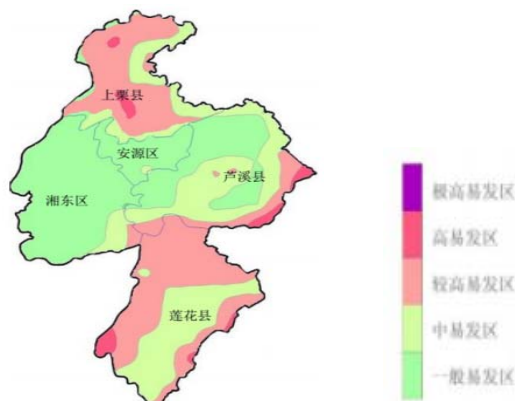 上栗县
安源区
芦溪县
湘东区
莲花县
极高易发区
高易发区
较高易发区
中易发区
一般易发区